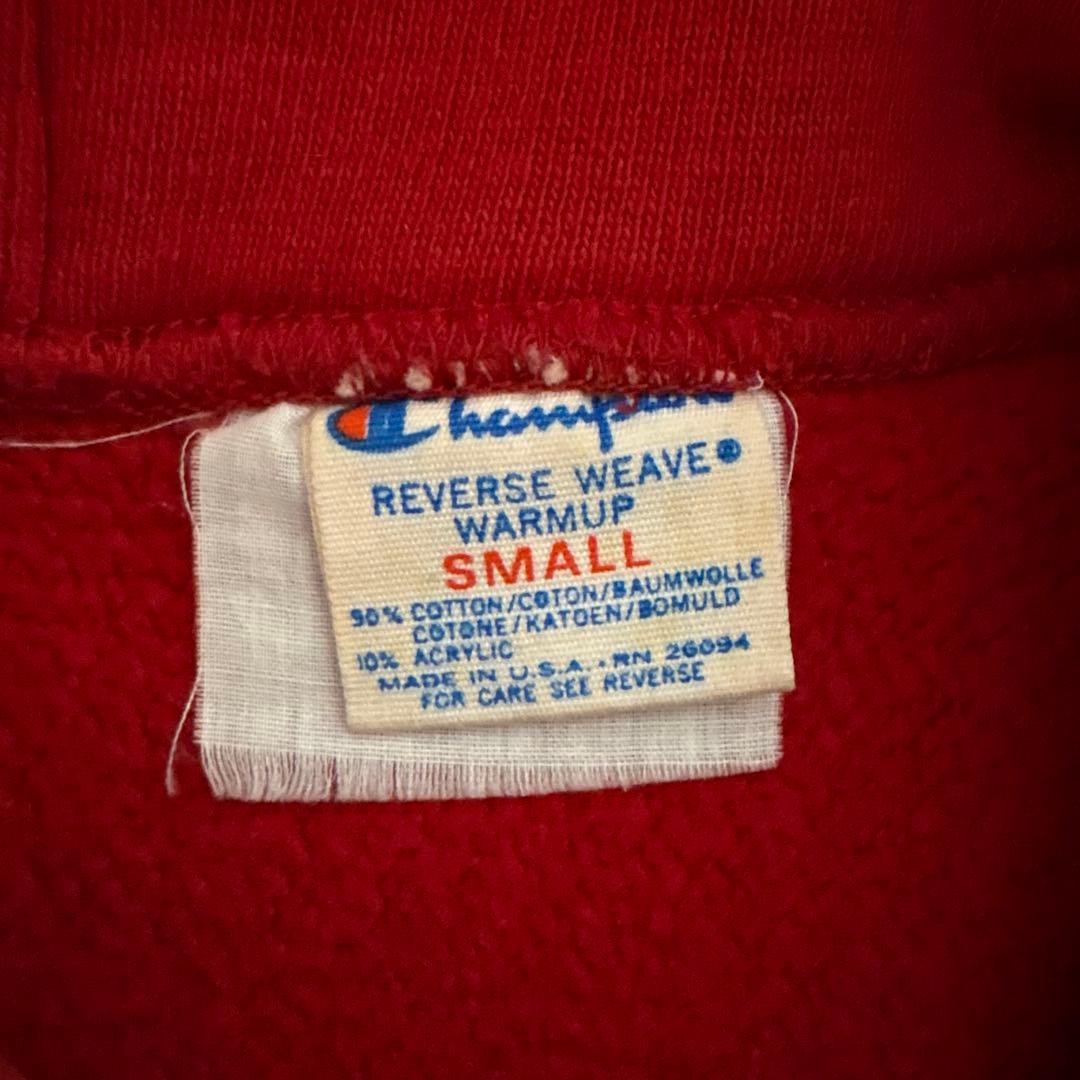 Champion
REVERSE WEAVE®
WARMUP
SMALL
90% COTTON/COTON/BAUMWOLLE
COTONE/KATOEN/BOMULD
10% ACRYLIC
MADE IN U.S.A. • RN 26094
FOR CARE SEE REVERSE